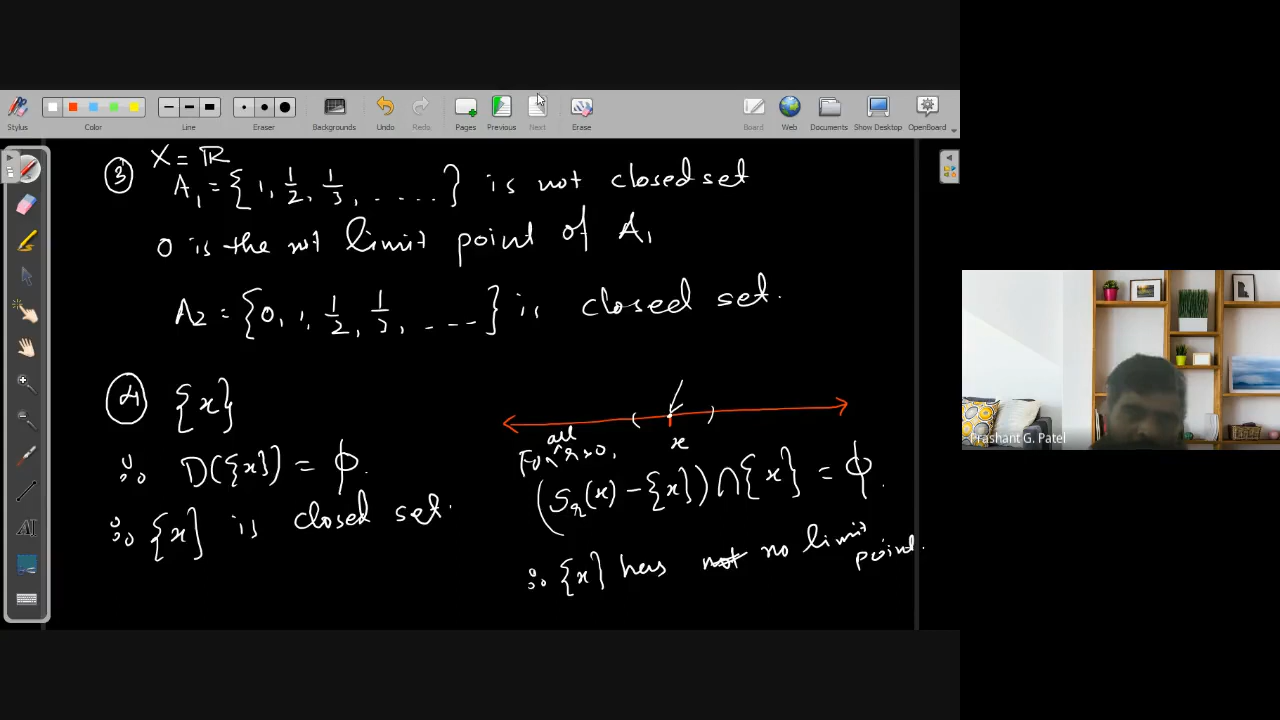 Stylus Color Line Eraser Backgrounds Undo Redo Pages Previous Next Erase Board Web Documents Show Desktop OpenBoard
③ X = ℝ
A₁ = {1, 1/2, 1/3, .....} is not closed set
0 is the not limit point of A₁
A₂ = {0, 1, 1/2, 1/3, ....} is closed set.
④ {x}
x
∵ D({x}) = ϕ.
∴ {x} is closed set.
For all r>0,
(Sᵣ(x) - {x}) ∩ {x} = ϕ.
∴ {x} has no limit
point.
Prashant G. Patel